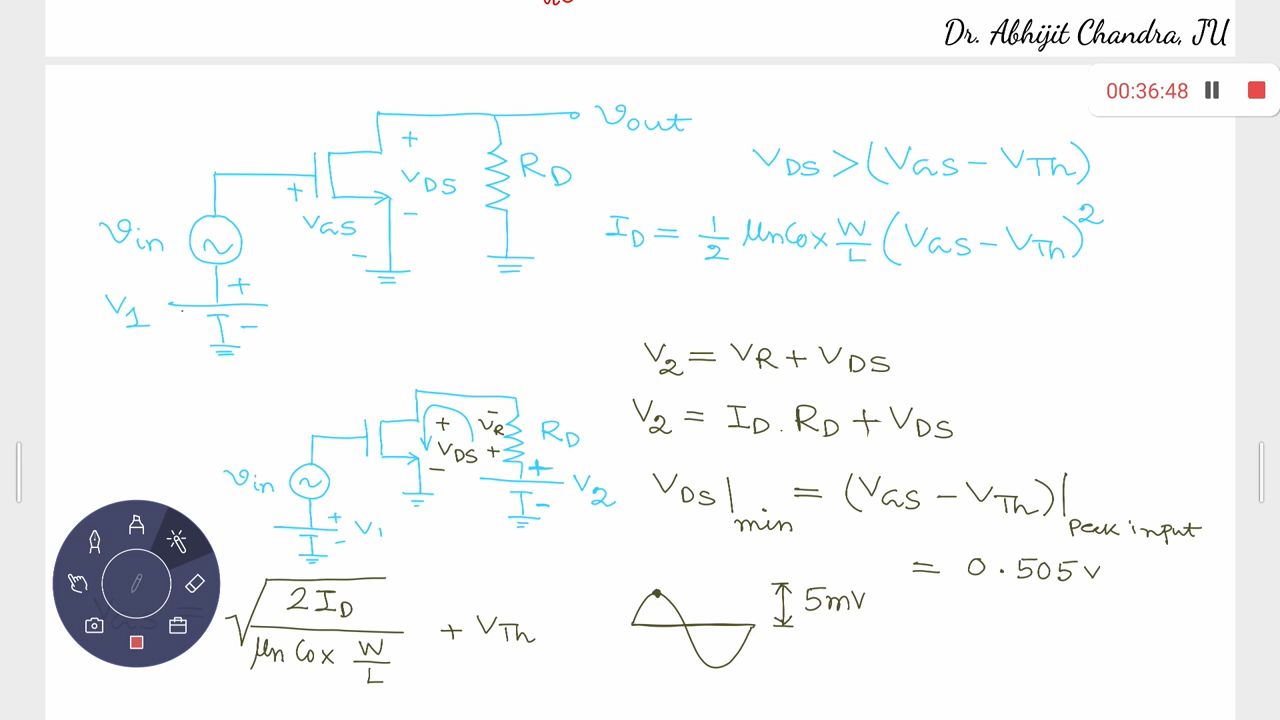 Dr. Abhijit Chandra, JU
00:36:48
Vout
+
VDS
-
RD
VDS > (VGS - VTh)
+
VGS
-
Vin
ID = 1/2 μnCox W/L (VGS - VTh)^2
+
V1
-
V2 = VR + VDS
V2 = ID . RD + VDS
+
VDS
-
-
VR
+
RD
+
V2
-
Vin
+
V1
-
VDS|min = (VGS - VTh)|peak input
= 0.505 V
√(2ID / μnCox W/L) + VTh
5mV